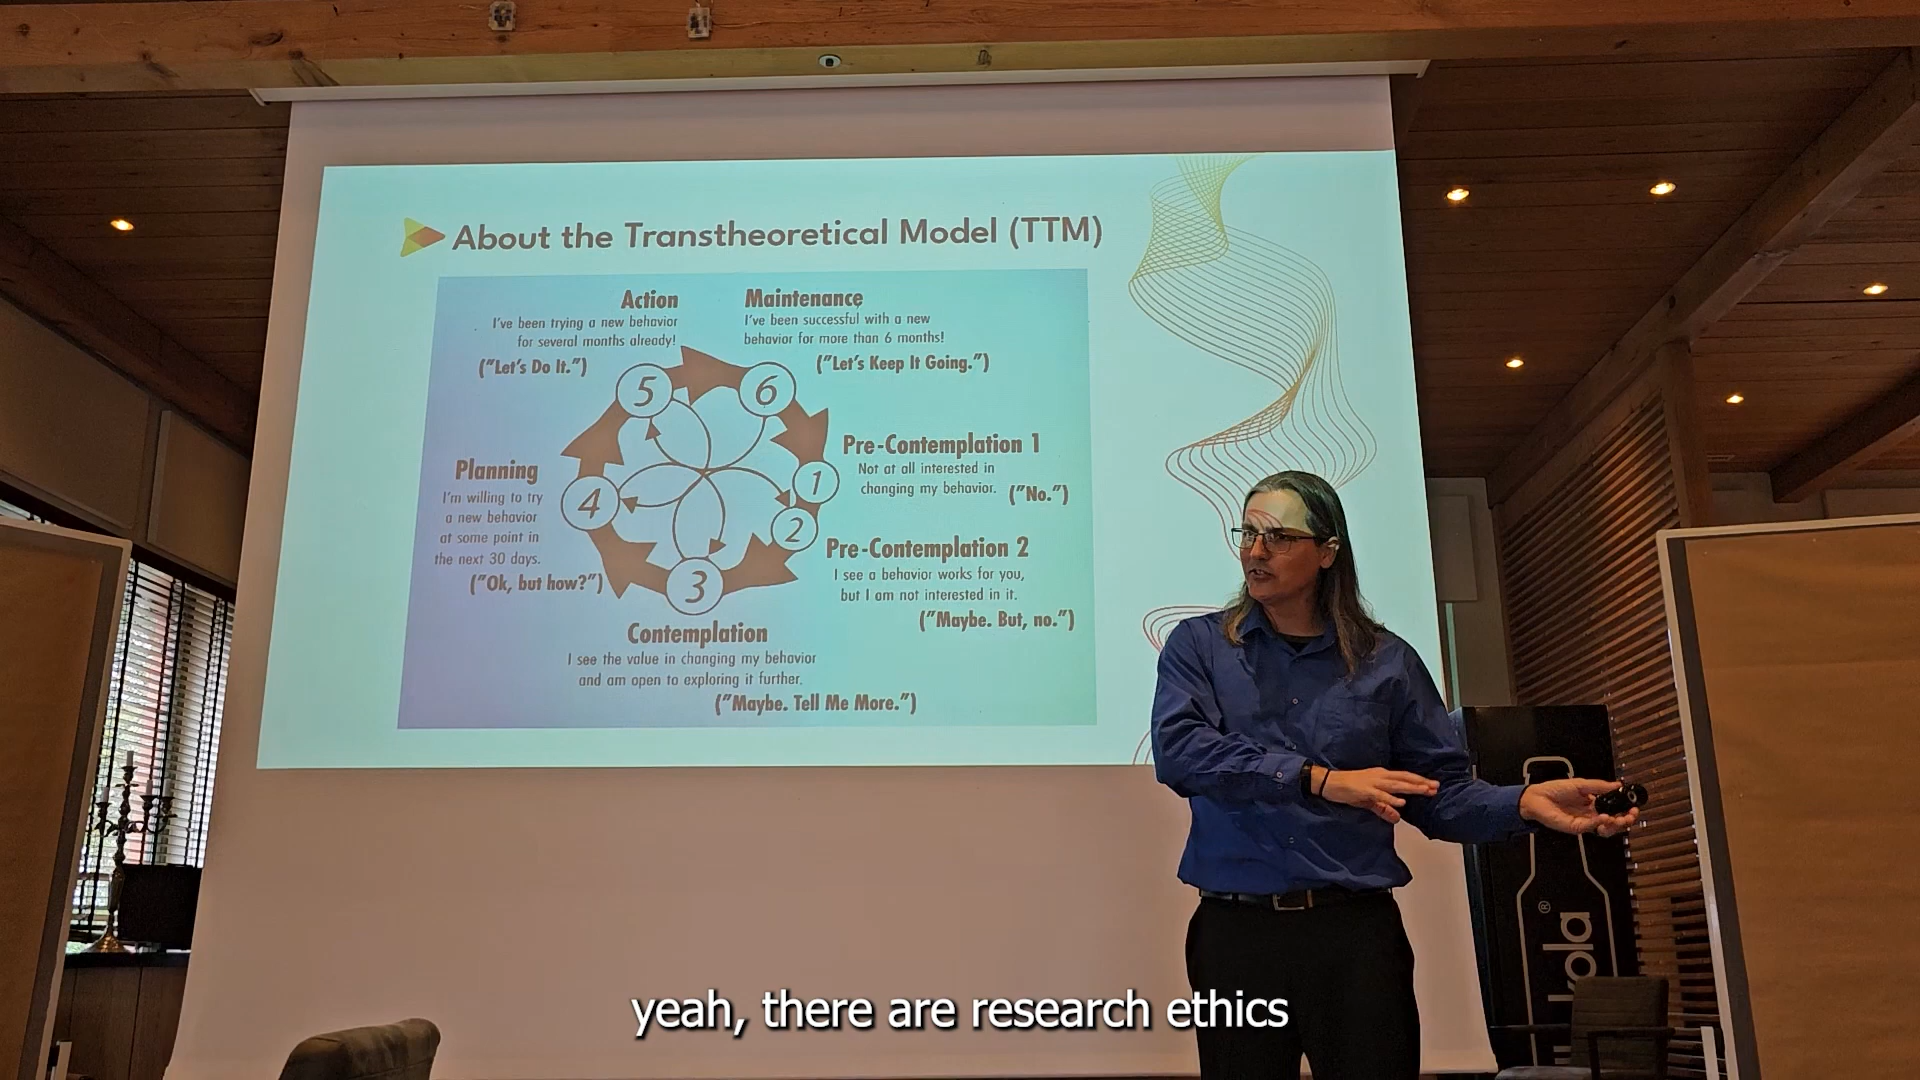 About the Transtheoretical Model (TTM)
Action
I've been trying a new behavior
for several months already!
("Let's Do It.")
Maintenance
I've been successful with a new
behavior for more than 6 months!
("Let's Keep It Going.")
5
6
Pre-Contemplation 1
Not at all interested in
changing my behavior.
("No.")
1
Planning
I'm willing to try
a new behavior
at some point in
the next 30 days.
("Ok, but how?")
4
2
Pre-Contemplation 2
I see a behavior works for you,
but I am not interested in it.
("Maybe. But, no.")
3
Contemplation
I see the value in changing my behavior
and am open to exploring it further.
("Maybe. Tell Me More.")
kola
®
yeah, there are research ethics